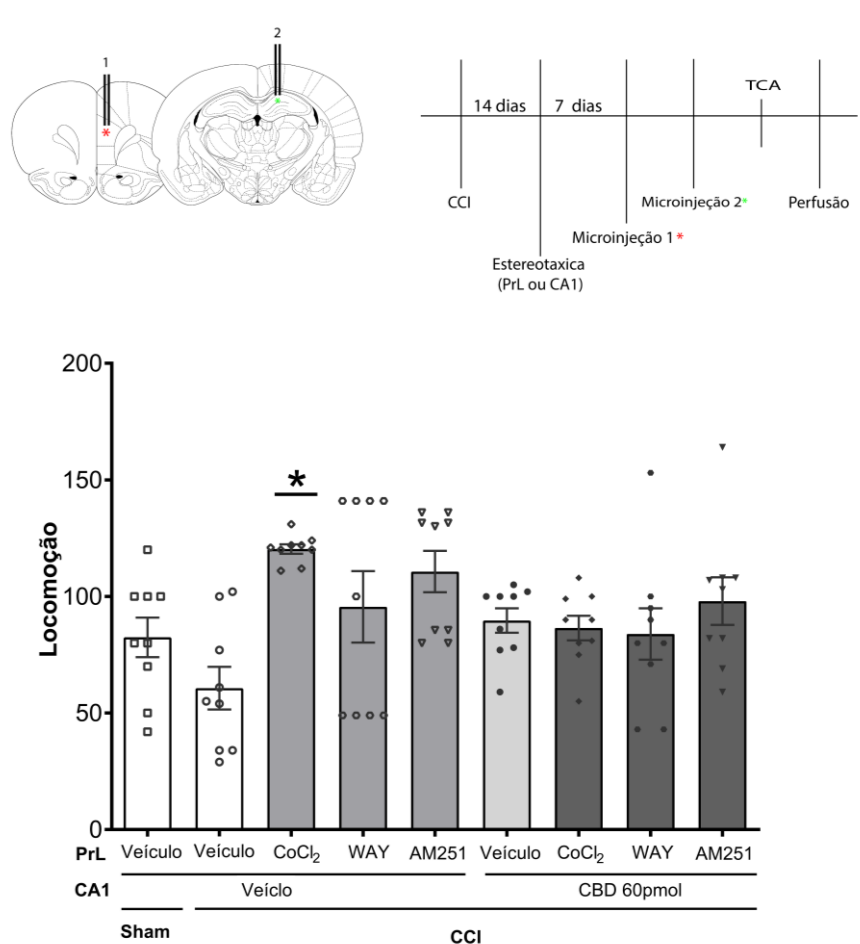 1
2
14 dias
7 dias
TCA
CCI
Microinjeção 2*
Perfusão
Microinjeção 1*
Estereotaxica
(PrL ou CA1)
200
150
100
50
0
Locomoção
*
PrL Veículo Veículo CoCl₂ WAY AM251 Veículo CoCl₂ WAY AM251
CA1 Veíclo CBD 60pmol
Sham CCI